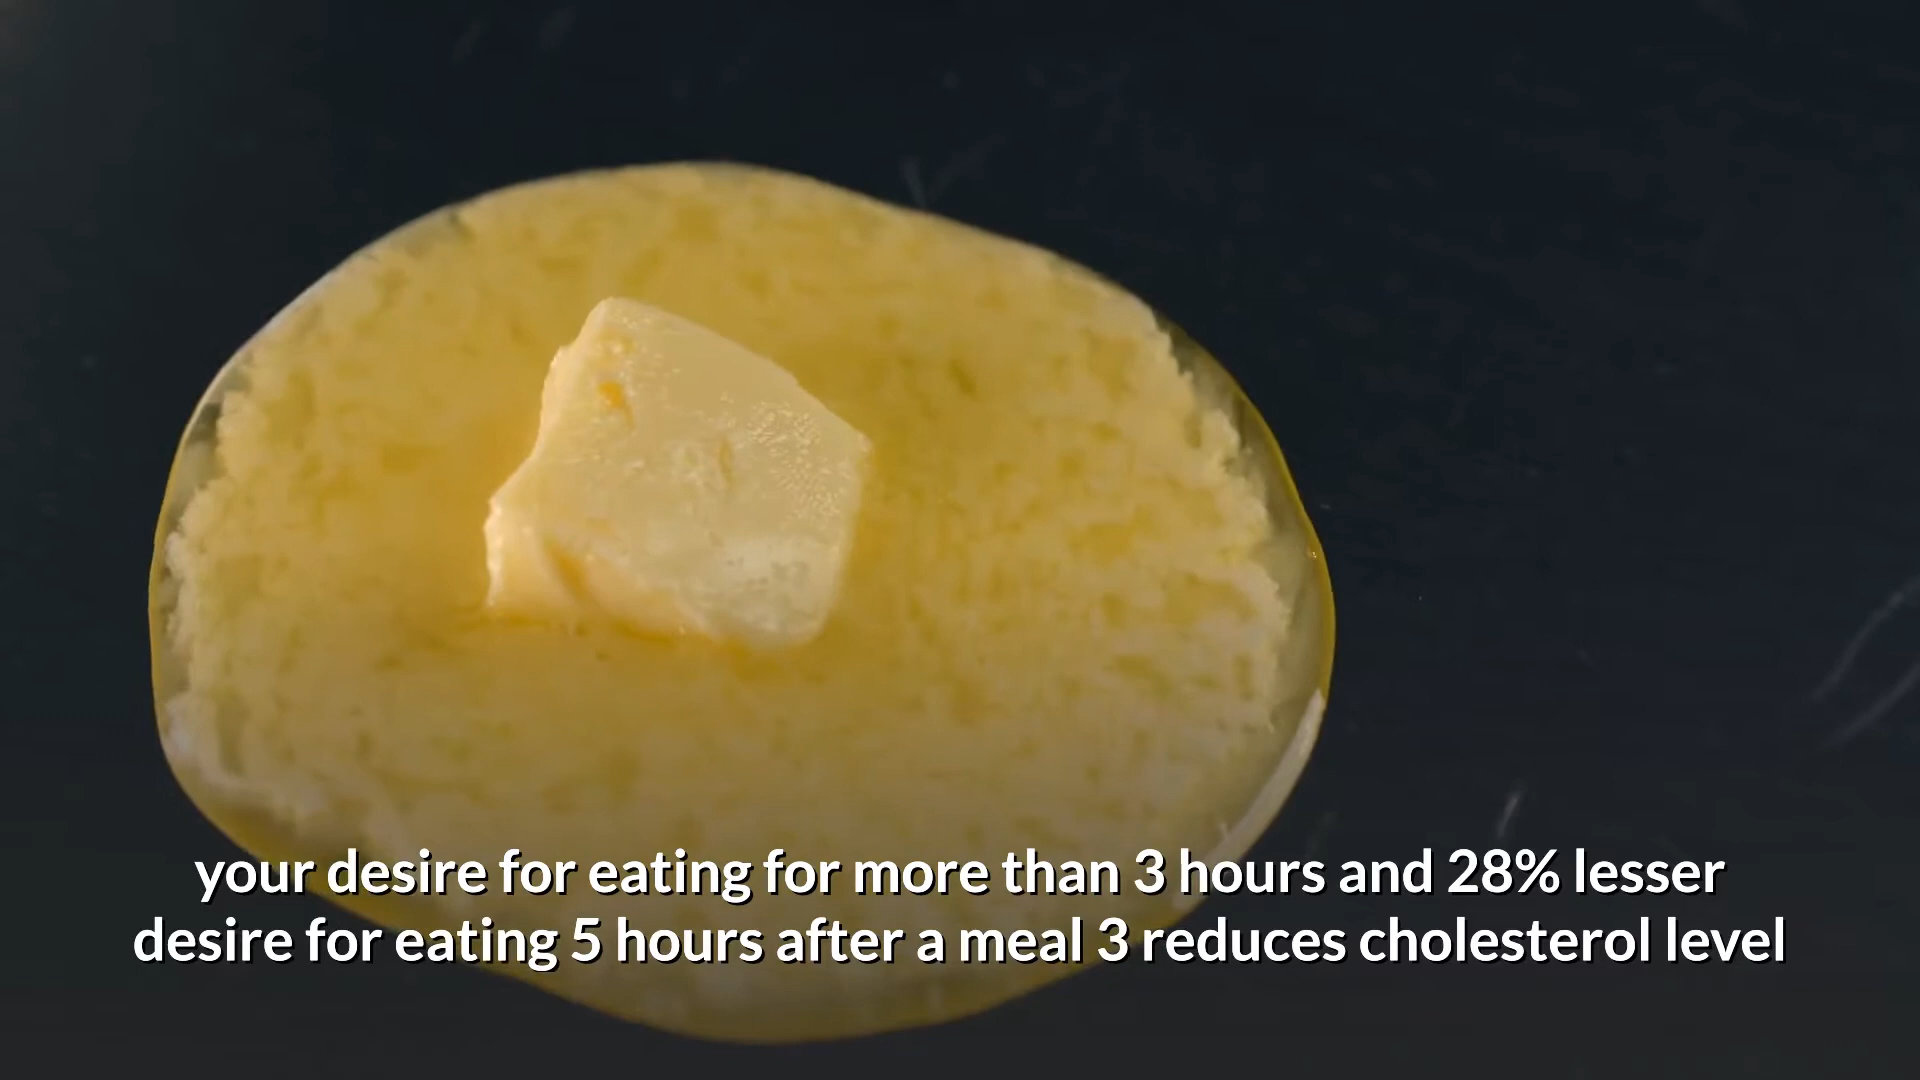 your desire for eating for more than 3 hours and 28% lesser
desire for eating 5 hours after a meal 3 reduces cholesterol level